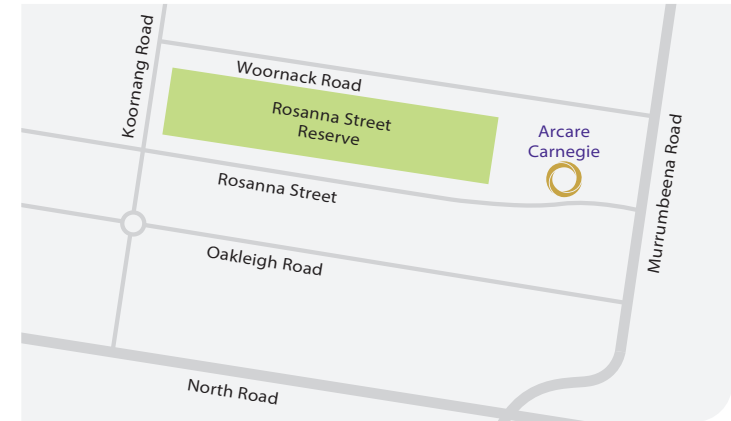 Koornang Road
Woornack Road
Rosanna Street
Reserve
Arcare
Carnegie
Murrumbeena Road
Rosanna Street
Oakleigh Road
North Road